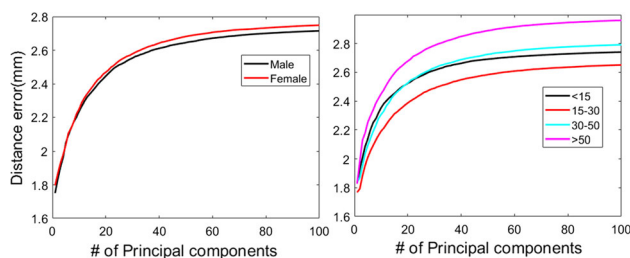 2.8
2.6
2.4
2.2
2
1.8
1.6
Distance error(mm)
0 20 40 60 80 100
# of Principal components
Male
Female
2.8
2.6
2.4
2.2
2
1.8
1.6
0 20 40 60 80 100
# of Principal components
<15
15-30
30-50
>50